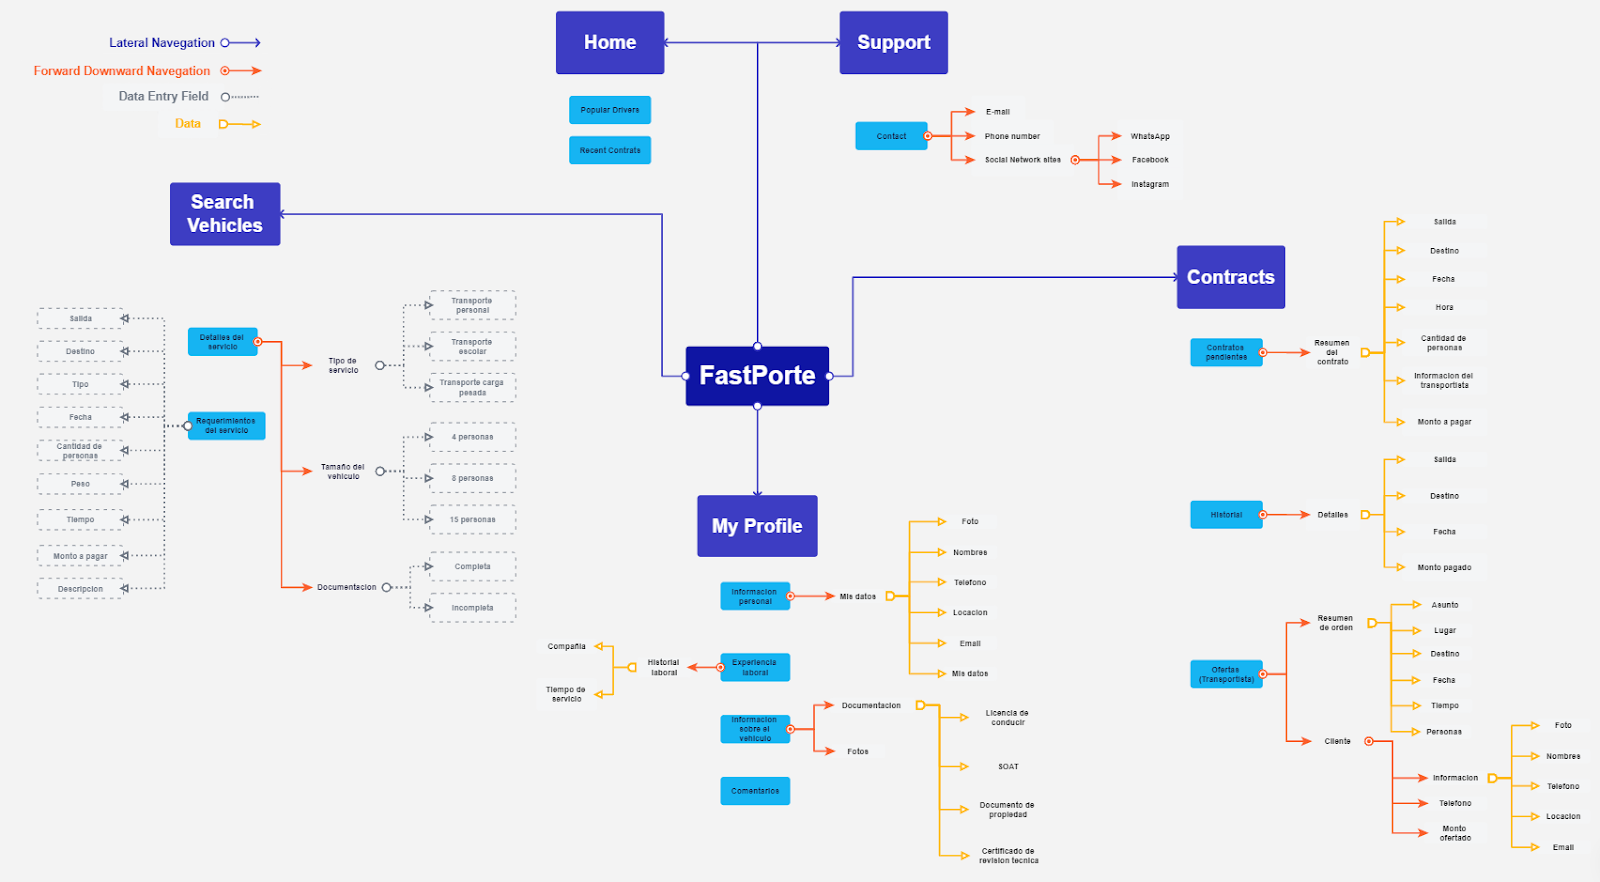 Lateral Navigation
Forward Downward Navigation
Data Entry Field
Data
Home
Popular Drivers
Recent Contrats
Support
Contact
E-mail
Phone number
Social Network sites
WhatsApp
Facebook
Instagram
Search
Vehicles
Detalles del
servicio
Requerimientos
del servicio
Salida
Destino
Tipo
Fecha
Cantidad de
personas
Peso
Tiempo
Monto a pagar
Descripcion
Tipo de
servicio
Transporte
personal
Transporte
escolar
Transporte carga
pesada
Tamaño del
vehiculo
4 personas
8 personas
15 personas
Documentacion
Completa
Incompleta
FastPorte
Contracts
Contratos
pendientes
Resumen
del
contrato
Salida
Destino
Fecha
Hora
Cantidad de
personas
Informacion del
transportista
Monto a pagar
Historial
Detalles
Salida
Destino
Fecha
Monto pagado
Ofertas
(Transportista)
Resumen
de orden
Asunto
Lugar
Destino
Fecha
Tiempo
Personas
Cliente
Informacion
Telefono
Monto
ofertado
Foto
Nombres
Telefono
Locacion
Email
My Profile
Informacion
personal
Mis datos
Foto
Nombres
Telefono
Locacion
Email
Mis datos
Experiencia
laboral
Historial
laboral
Compañia
Tiempo de
servicio
Informacion
sobre el
vehiculo
Documentacion
Fotos
Licencia de
conducir
SOAT
Documento de
propiedad
Certificado de
revision tecnica
Comentarios